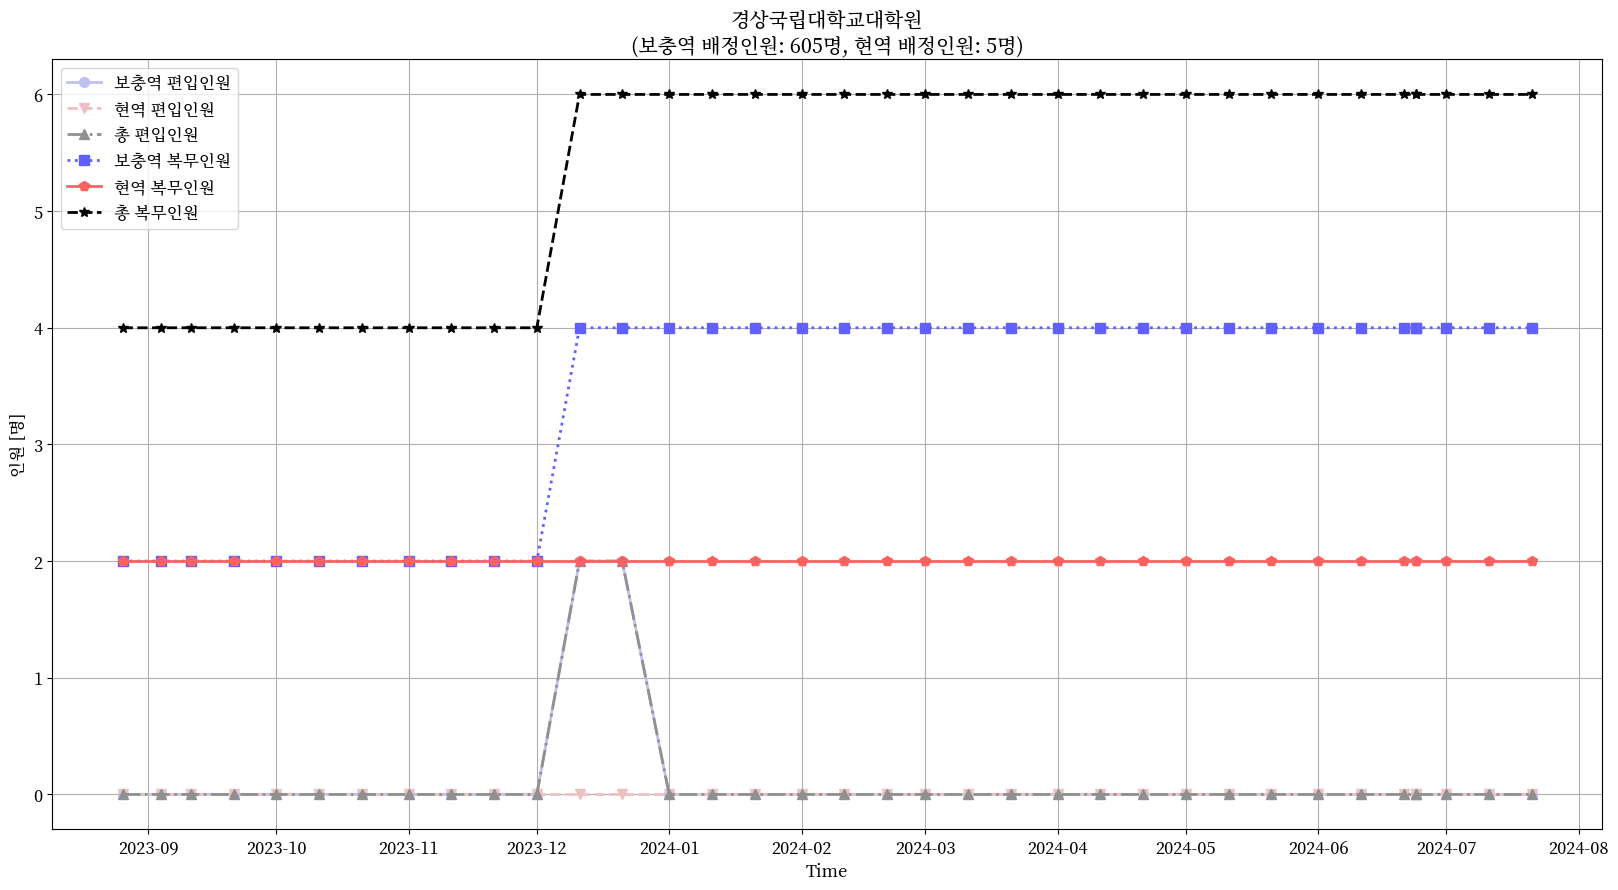 경상국립대학교대학원
(보충역 배정인원: 605명, 현역 배정인원: 5명)
보충역 편입인원
현역 편입인원
총 편입인원
보충역 복무인원
현역 복무인원
총 복무인원
인원 [명]
6
5
4
3
2
1
0
2023-09 2023-10 2023-11 2023-12 2024-01 2024-02 2024-03 2024-04 2024-05 2024-06 2024-07 2024-08
Time